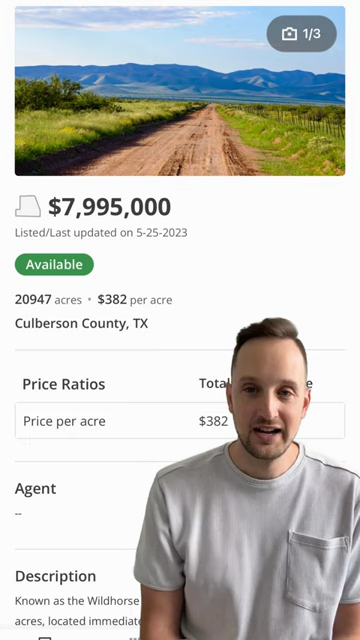 1/3
$7,995,000
Listed/Last updated on 5-25-2023
Available
20947 acres • $382 per acre
Culberson County, TX
Price Ratios Total
Price per acre $382
Agent
--
Description
Known as the Wildhorse
acres, located